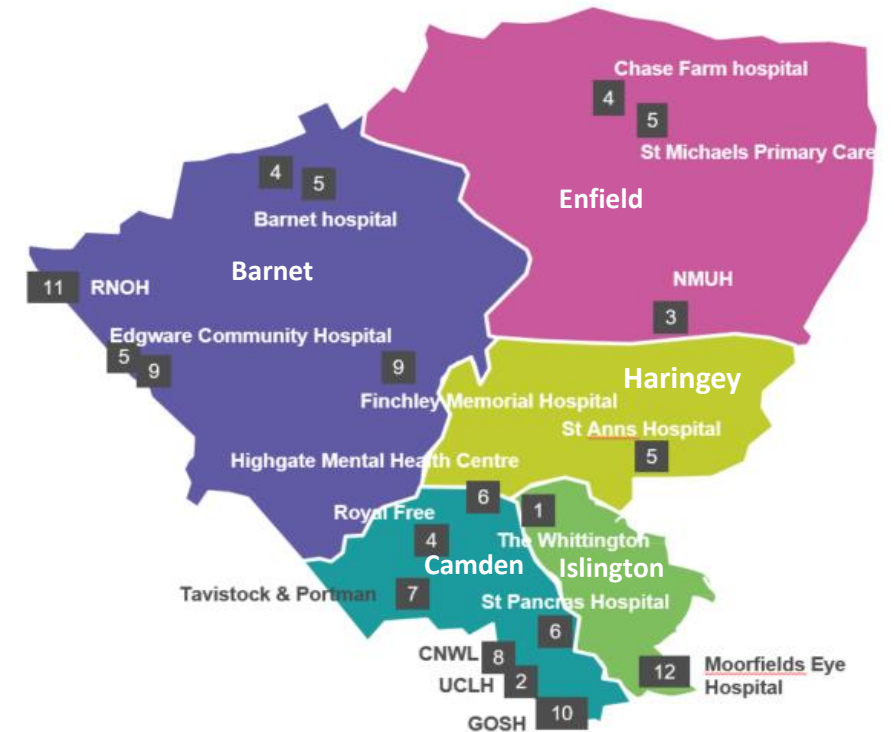 Chase Farm hospital
4
5
St Michaels Primary Care
Enfield
4
5
Barnet hospital
Barnet
11 RNOH
NMUH
3
Edgware Community Hospital
5
9
9
Finchley Memorial Hospital
Haringey
St Anns Hospital
5
Highgate Mental Health Centre
6
Royal Free
1
4
The Whittington
Camden
Islington
Tavistock & Portman 7
St Pancras Hospital
6
CNWL 8
UCLH 2
GOSH 10
12 Moorfields Eye
Hospital